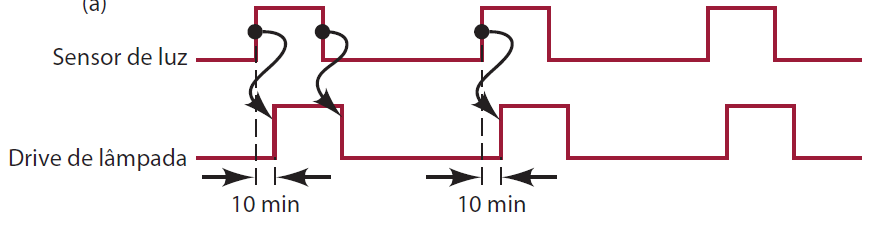 (a)
Sensor de luz
Drive de lâmpada
10 min
10 min